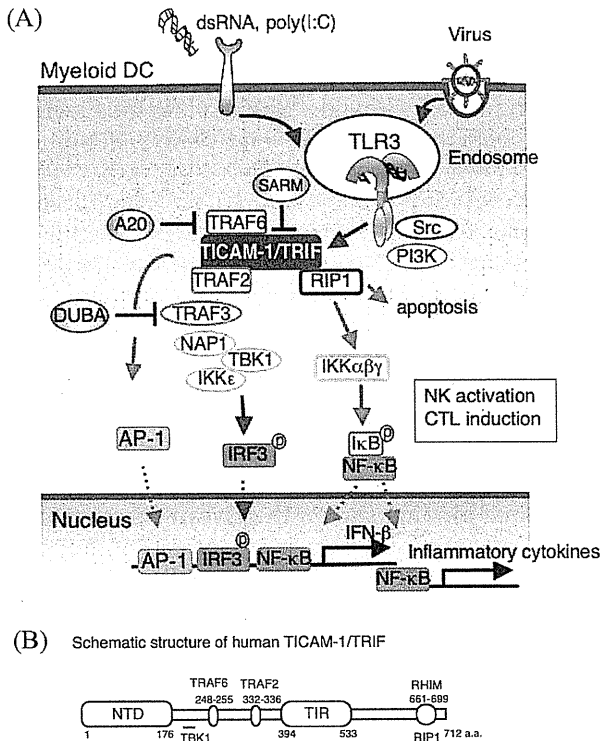 (A)
dsRNA, poly(I:C)
Virus
Myeloid DC
TLR3
Endosome
SARM
A20
TRAF6
Src
TICAM-1/TRIF
PI3K
TRAF2
RIP1
apoptosis
DUBA
TRAF3
NAP1
TBK1
IKKε
IKKαβγ
NK activation
CTL induction
AP-1
IRF3
p
IκB
p
NF-κB
Nucleus
p
IFN-β
AP-1
IRF3
NF-κB
Inflammatory cytokines
NF-κB
(B) Schematic structure of human TICAM-1/TRIF
TRAF6 TRAF2 RHIM
248-255 332-336 661-699
NTD TIR
1 176 TBK1 394 533 RIP1 712 a.a.